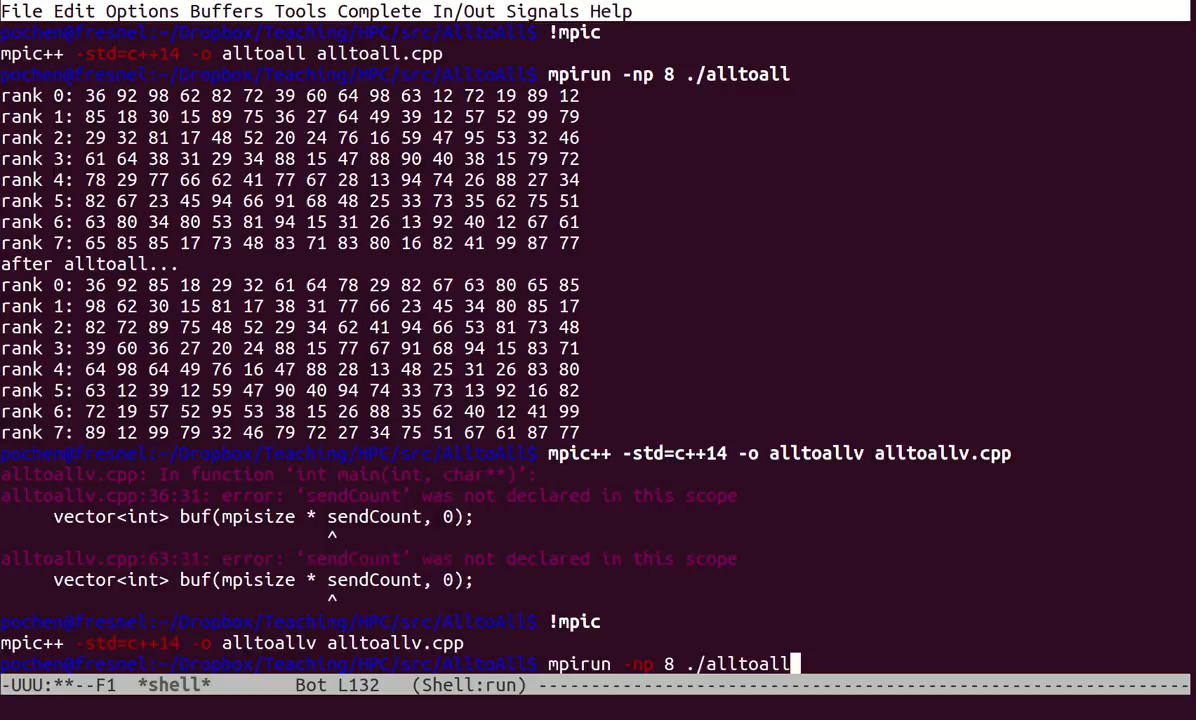 File Edit Options Buffers Tools Complete In/Out Signals Help
pochen@fresnel:~/Dropbox/Teaching/HPC/src/AlltoAll$ !mpic
mpic++ -std=c++14 -o alltoall alltoall.cpp
pochen@fresnel:~/Dropbox/Teaching/HPC/src/AlltoAll$ mpirun -np 8 ./alltoall
rank 0: 36 92 98 62 82 72 39 60 64 98 63 12 72 19 89 12
rank 1: 85 18 30 15 89 75 36 27 64 49 39 12 57 52 99 79
rank 2: 29 32 81 17 48 52 20 24 76 16 59 47 95 53 32 46
rank 3: 61 64 38 31 29 34 88 15 47 88 90 40 38 15 79 72
rank 4: 78 29 77 66 62 41 77 67 28 13 94 74 26 88 27 34
rank 5: 82 67 23 45 94 66 91 68 48 25 33 73 35 62 75 51
rank 6: 63 80 34 80 53 81 94 15 31 26 13 92 40 12 67 61
rank 7: 65 85 85 17 73 48 83 71 83 80 16 82 41 99 87 77
after alltoall...
rank 0: 36 92 85 18 29 32 61 64 78 29 82 67 63 80 65 85
rank 1: 98 62 30 15 81 17 38 31 77 66 23 45 34 80 85 17
rank 2: 82 72 89 75 48 52 29 34 62 41 94 66 53 81 73 48
rank 3: 39 60 36 27 20 24 88 15 77 67 91 68 94 15 83 71
rank 4: 64 98 64 49 76 16 47 88 28 13 48 25 31 26 83 80
rank 5: 63 12 39 12 59 47 90 40 94 74 33 73 13 92 16 82
rank 6: 72 19 57 52 95 53 38 15 26 88 35 62 40 12 41 99
rank 7: 89 12 99 79 32 46 79 72 27 34 75 51 67 61 87 77
pochen@fresnel:~/Dropbox/Teaching/HPC/src/AlltoAll$ mpic++ -std=c++14 -o alltoallv alltoallv.cpp
alltoallv.cpp: In function ‘int main(int, char**)’:
alltoallv.cpp:36:31: error: ‘sendCount’ was not declared in this scope
     vector<int> buf(mpisize * sendCount, 0);
                               ^
alltoallv.cpp:63:31: error: ‘sendCount’ was not declared in this scope
     vector<int> buf(mpisize * sendCount, 0);
                               ^
pochen@fresnel:~/Dropbox/Teaching/HPC/src/AlltoAll$ !mpic
mpic++ -std=c++14 -o alltoallv alltoallv.cpp
pochen@fresnel:~/Dropbox/Teaching/HPC/src/AlltoAll$ mpirun -np 8 ./alltoall
-UUU:**--F1  *shell*        Bot L132   (Shell:run) --------------------------------------------------------------